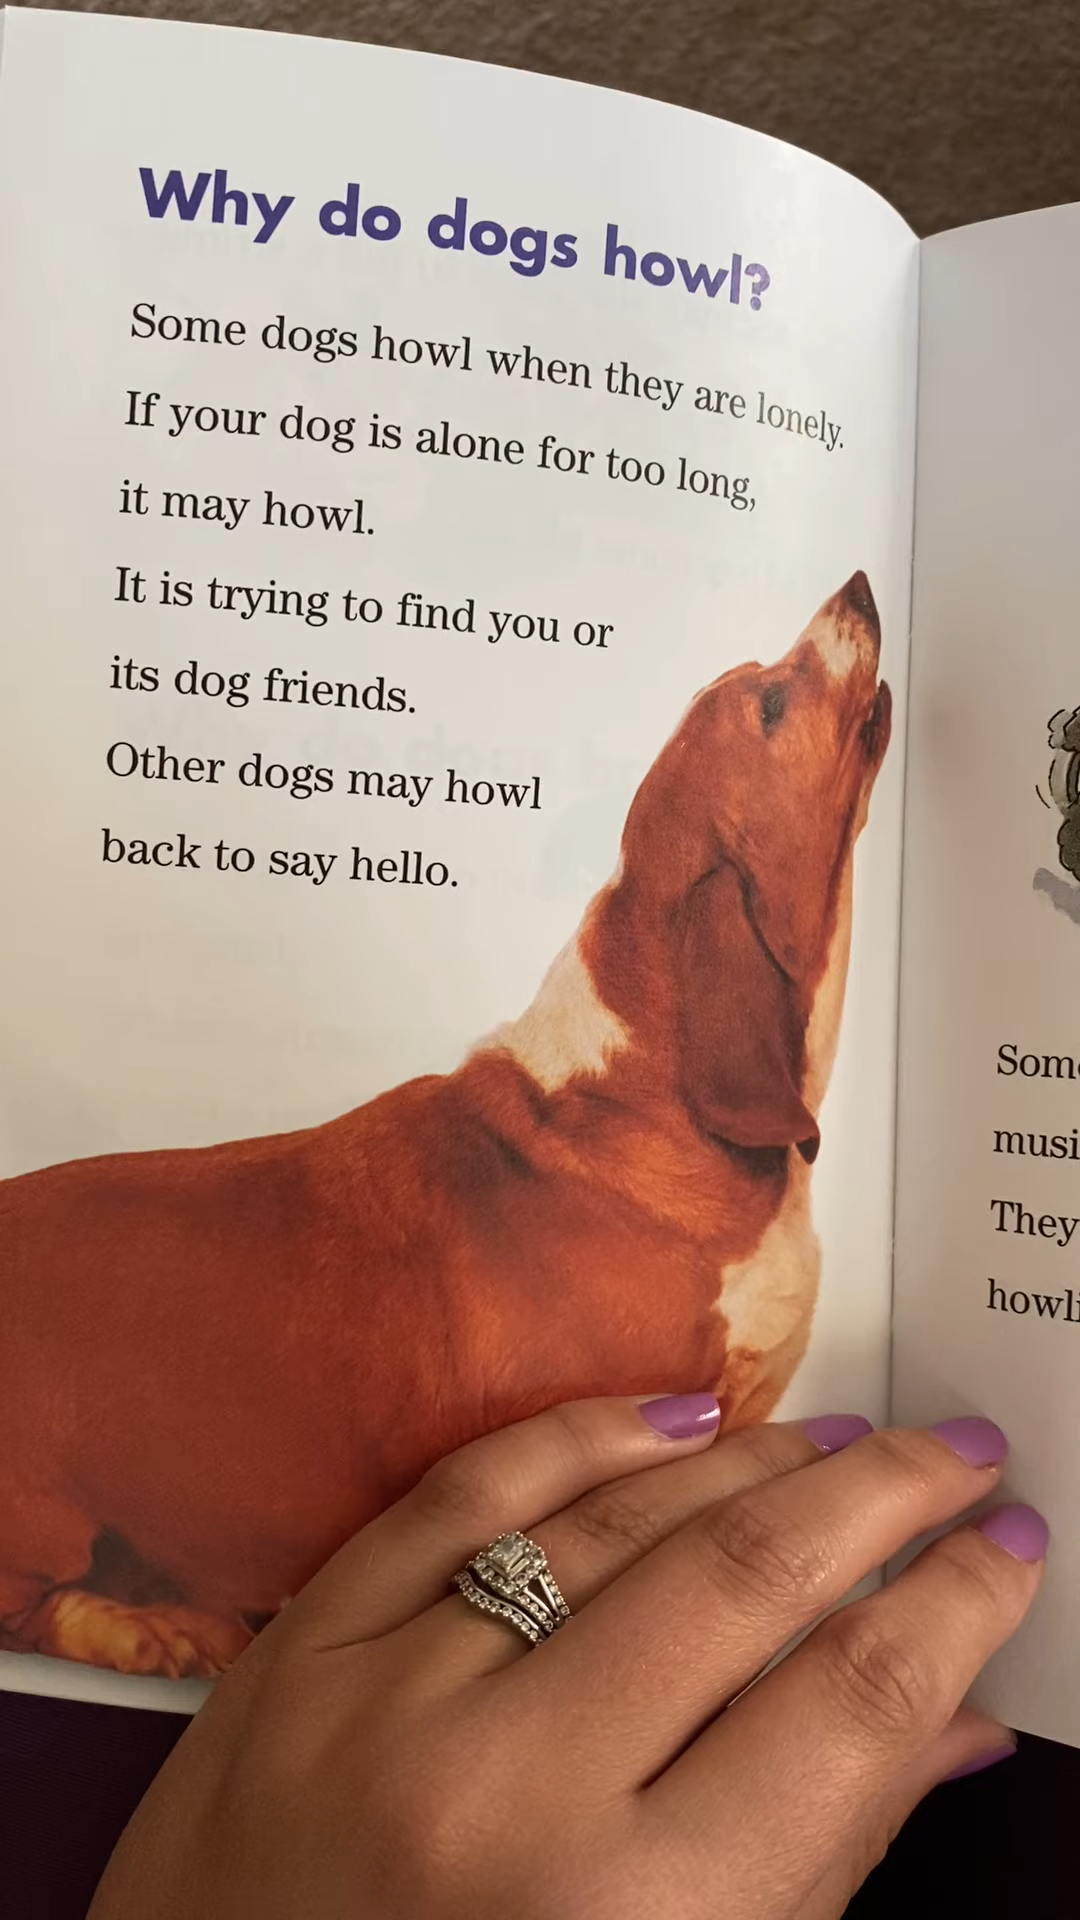 Why do dogs howl?
Some dogs howl when they are lonely.
If your dog is alone for too long,
it may howl.
It is trying to find you or
its dog friends.
Other dogs may howl
back to say hello.
They